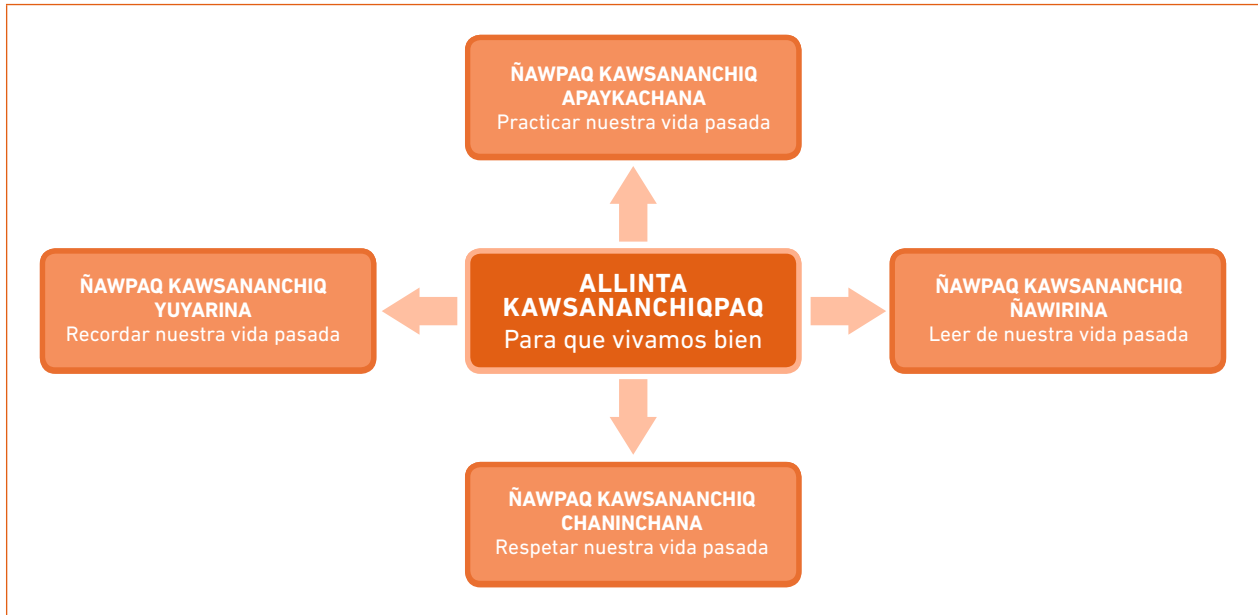 ÑAWPAQ KAWSANANCHIQ
APAYKACHANA
Practicar nuestra vida pasada
ÑAWPAQ KAWSANANCHIQ
YUYARINA
Recordar nuestra vida pasada
ALLINTA
KAWSANANCHIQPAQ
Para que vivamos bien
ÑAWPAQ KAWSANANCHIQ
ÑAWIRINA
Leer de nuestra vida pasada
ÑAWPAQ KAWSANANCHIQ
CHANINCHANA
Respetar nuestra vida pasada